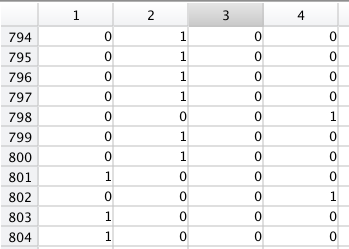 1 2 3 4
794 0 1 0 0
795 0 1 0 0
796 0 1 0 0
797 0 1 0 0
798 0 0 0 1
799 0 1 0 0
800 0 1 0 0
801 1 0 0 0
802 0 0 0 1
803 1 0 0 0
804 1 0 0 0